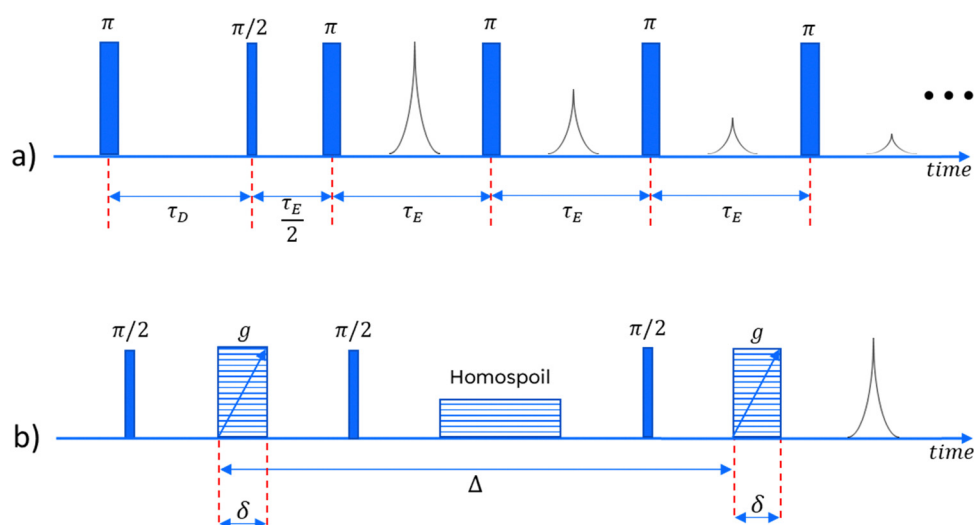 π π/2 π π π π
a)
• • •
time
τ_D τ_E/2 τ_E τ_E τ_E
π/2 g π/2 π/2 g
Homospoil
b)
time
Δ
δ δ